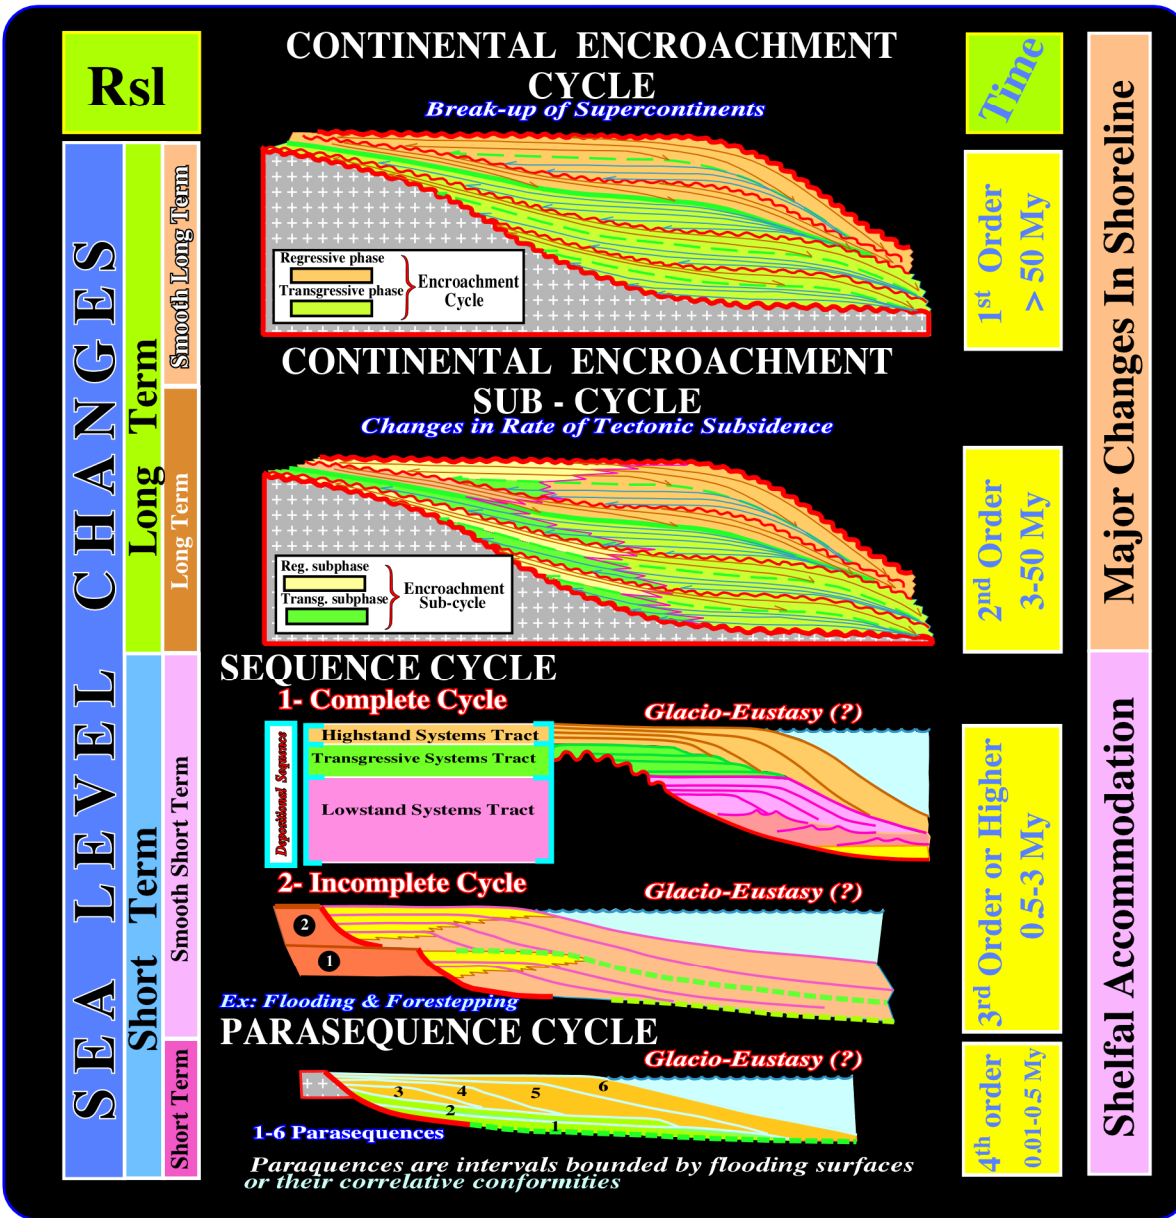 Rsl
SEA LEVEL CHANGES
Long Term
Short Term
Smooth Long Term
Long Term
Smooth Short Term
Short Term
CONTINENTAL ENCROACHMENT
CYCLE
Break-up of Supercontinents
Regressive phase
Transgressive phase
Encroachment
Cycle
CONTINENTAL ENCROACHMENT
SUB - CYCLE
Changes in Rate of Tectonic Subsidence
Reg. subphase
Transg. subphase
Encroachment
Sub-cycle
SEQUENCE CYCLE
1- Complete Cycle
Glacio-Eustasy (?)
Depositional Sequence
Highstand Systems Tract
Transgressive Systems Tract
Lowstand Systems Tract
2- Incomplete Cycle
Glacio-Eustasy (?)
2
1
Ex: Flooding & Forestepping
PARASEQUENCE CYCLE
Glacio-Eustasy (?)
3
4
5
6
2
1
1-6 Parasequences
Paraquences are intervals bounded by flooding surfaces
or their correlative conformities
Time
1st Order
> 50 My
2nd Order
3-50 My
3rd Order or Higher
0.5-3 My
4th order
0.01-0.5 My
Major Changes In Shoreline
Shelfal Accommodation